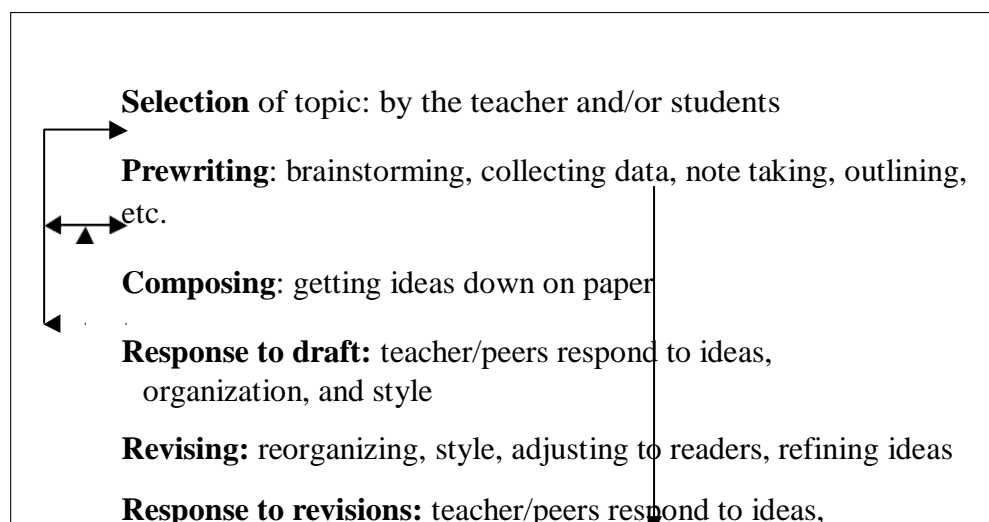 Selection of topic: by the teacher and/or students
Prewriting: brainstorming, collecting data, note taking, outlining,
etc.
Composing: getting ideas down on paper
Response to draft: teacher/peers respond to ideas,
organization, and style
Revising: reorganizing, style, adjusting to readers, refining ideas
Response to revisions: teacher/peers respond to ideas,